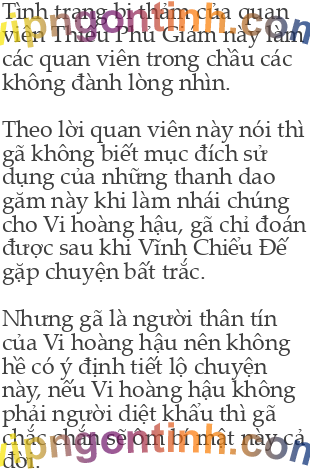 Tình trạng bi thảm của quan
viên Thiếu Phủ Giám này làm
các quan viên trong chầu các
không đành lòng nhìn.

Theo lời quan viên này nói thì
gã không biết mục đích sử
dụng của những thanh dao
găm này khi làm nhái chúng
cho Vi hoàng hậu, gã chỉ đoán
được sau khi Vĩnh Chiểu Đế
gặp chuyện bất trắc.

Nhưng gã là người thân tín
của Vi hoàng hậu nên không
hề có ý định tiết lộ chuyện
này, nếu Vi hoàng hậu không
phải người diệt khẩu thì gã
chắc chắn sẽ ôm bí mật này cả
đời.
vipngontinh.com
vipngontinh.com